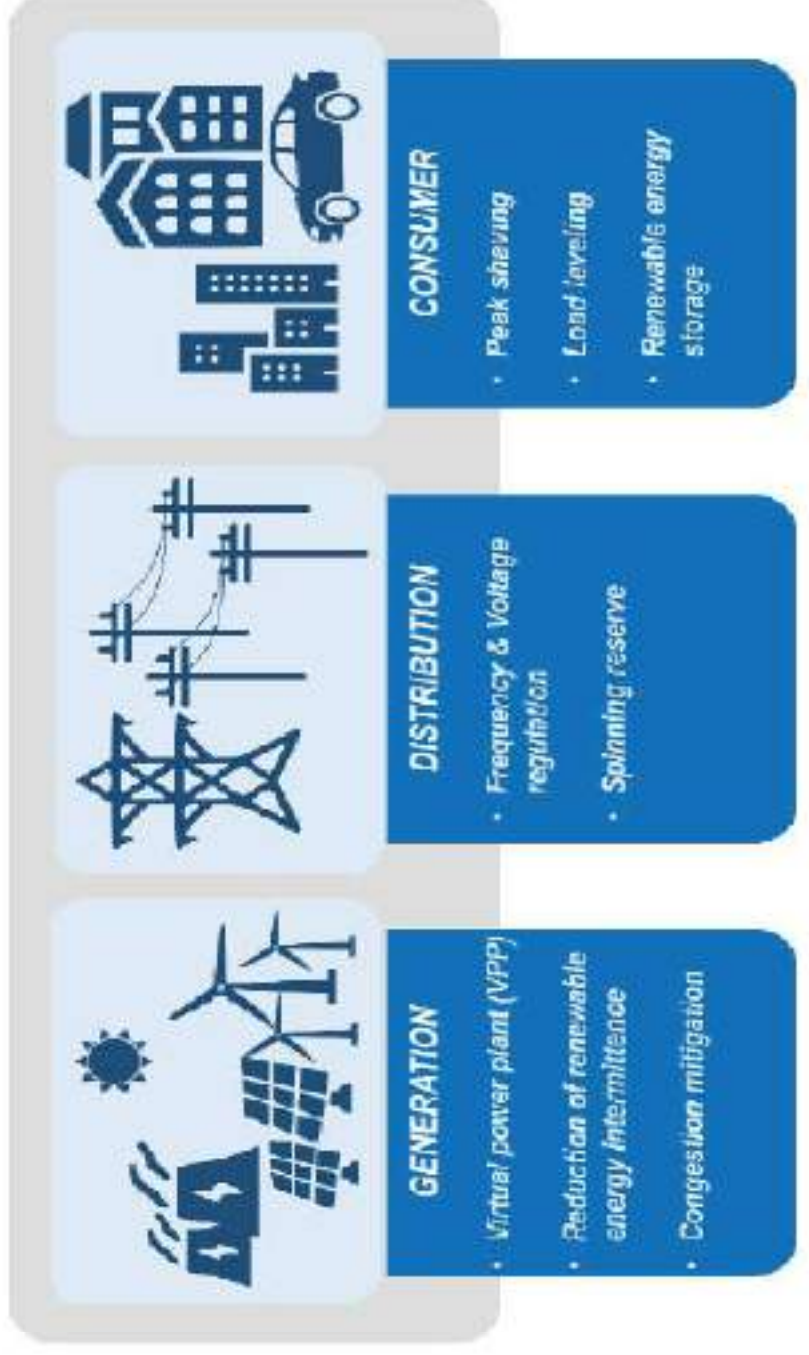 GENERATION
• Virtual power plant (VPP)
• Reduction of renewable
energy intermittence
• Congestion mitigation
DISTRIBUTION
• Frequency & Voltage
regulation
• Spinning reserve
CONSUMER
• Peak shaving
• Load leveling
• Renewable energy
storage